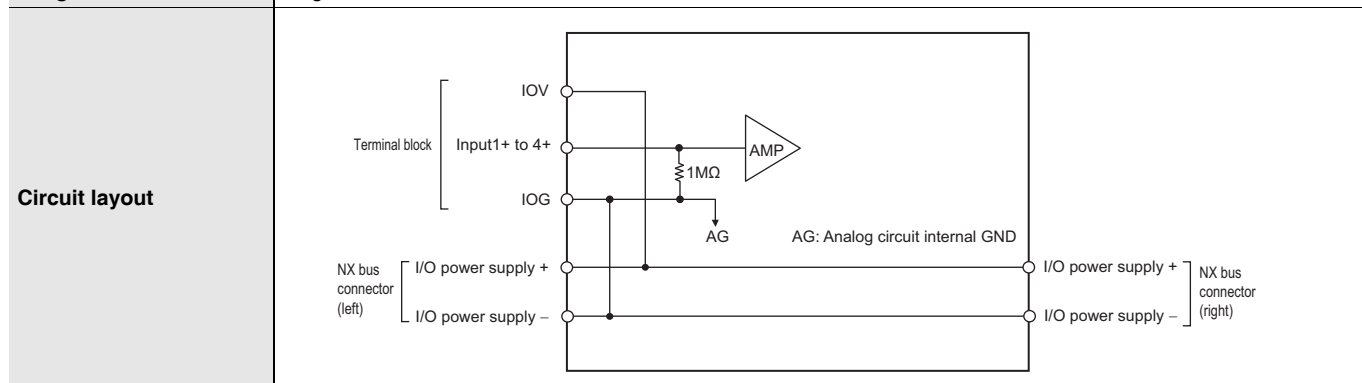 Circuit layout
IOV
Terminal block
Input1+ to 4+
AMP
1MΩ
IOG
AG
AG: Analog circuit internal GND
NX bus
connector
(left)
I/O power supply +
I/O power supply −
I/O power supply +
I/O power supply −
NX bus
connector
(right)